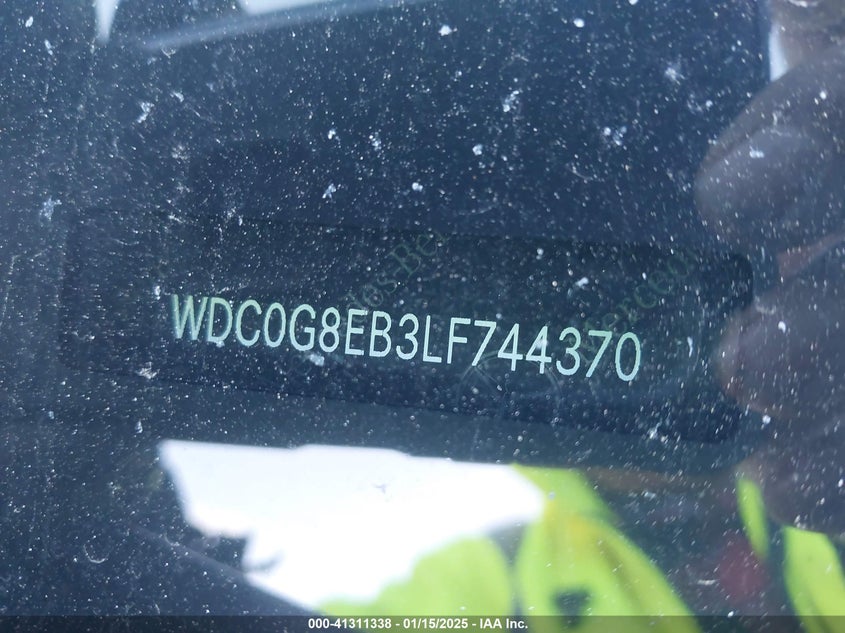 WDC0G8EB3LF744370
000-41311338 - 01/15/2025 - IAA Inc.